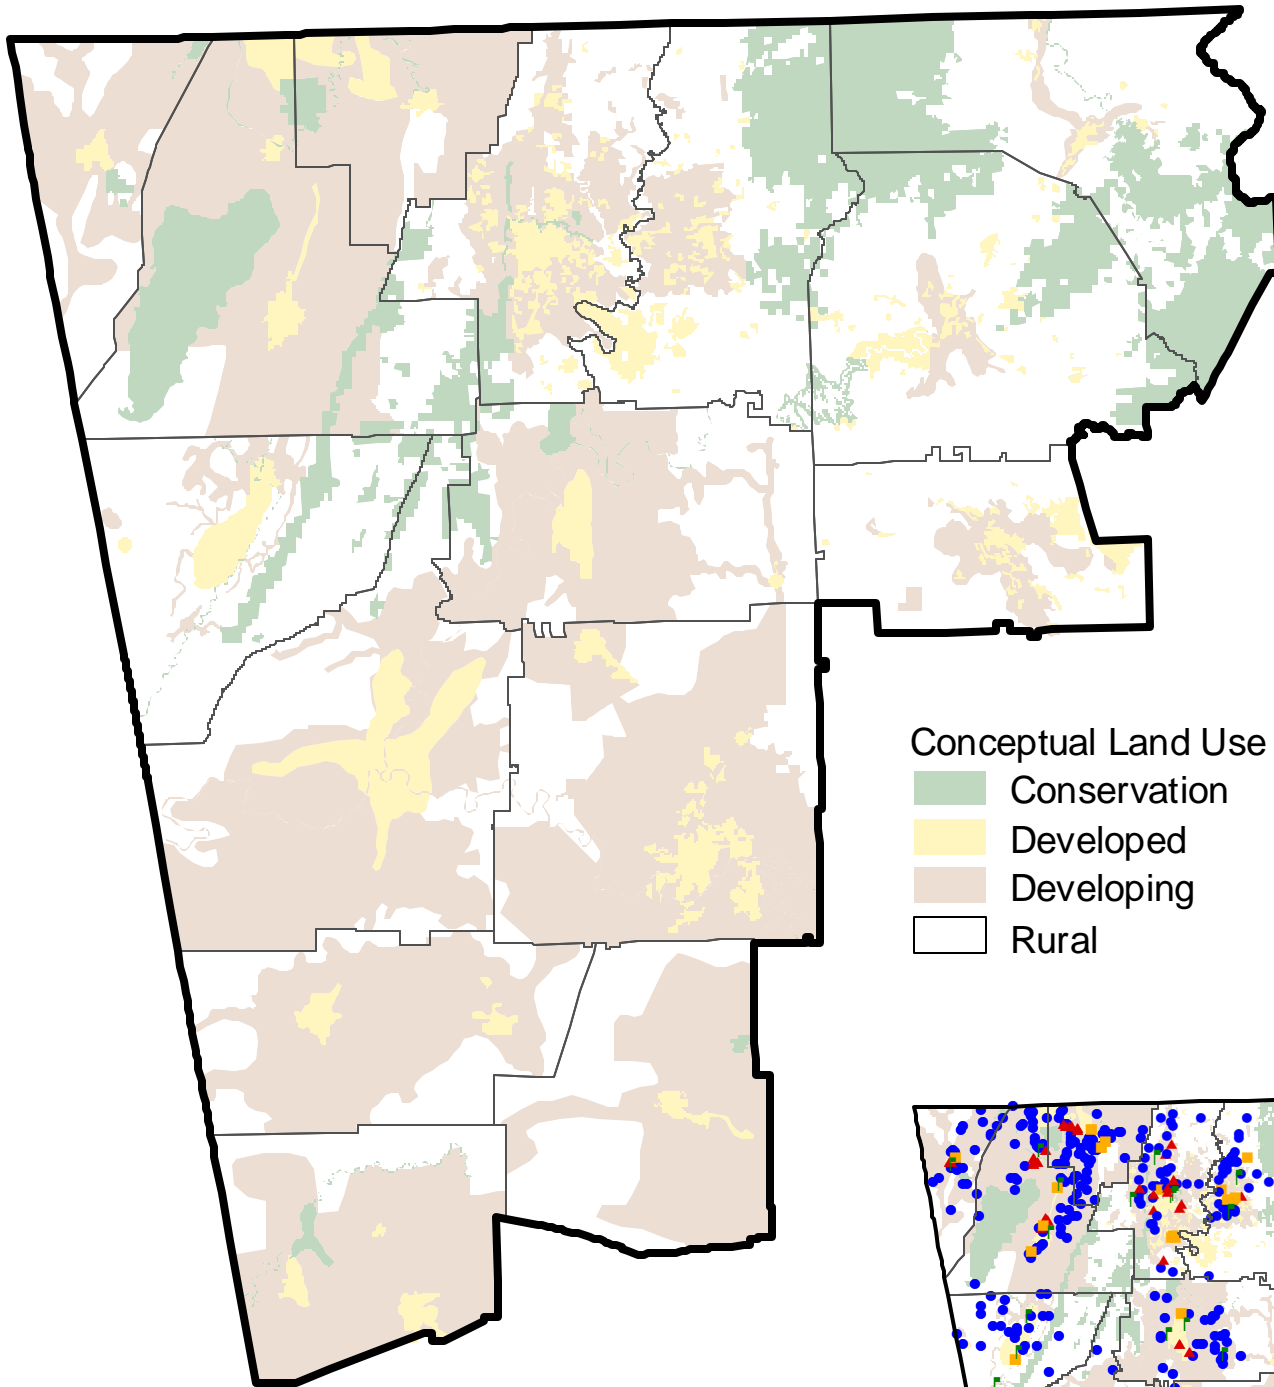 Conceptual Land Use
Conservation
Developed
Developing
Rural